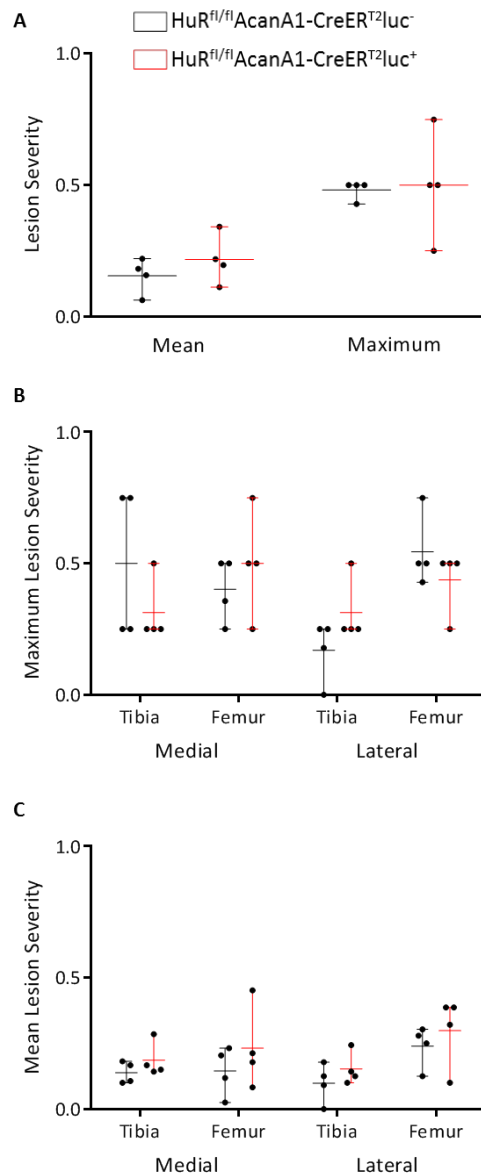 A
HuR^fl/fl AcanA1-CreER^T2 luc^-
HuR^fl/fl AcanA1-CreER^T2 luc^+
1.0
Lesion Severity
0.5
0.0
Mean Maximum
B
1.0
Maximum Lesion Severity
0.5
0.0
Tibia Femur Tibia Femur
Medial Lateral
C
1.0
Mean Lesion Severity
0.5
0.0
Tibia Femur Tibia Femur
Medial Lateral